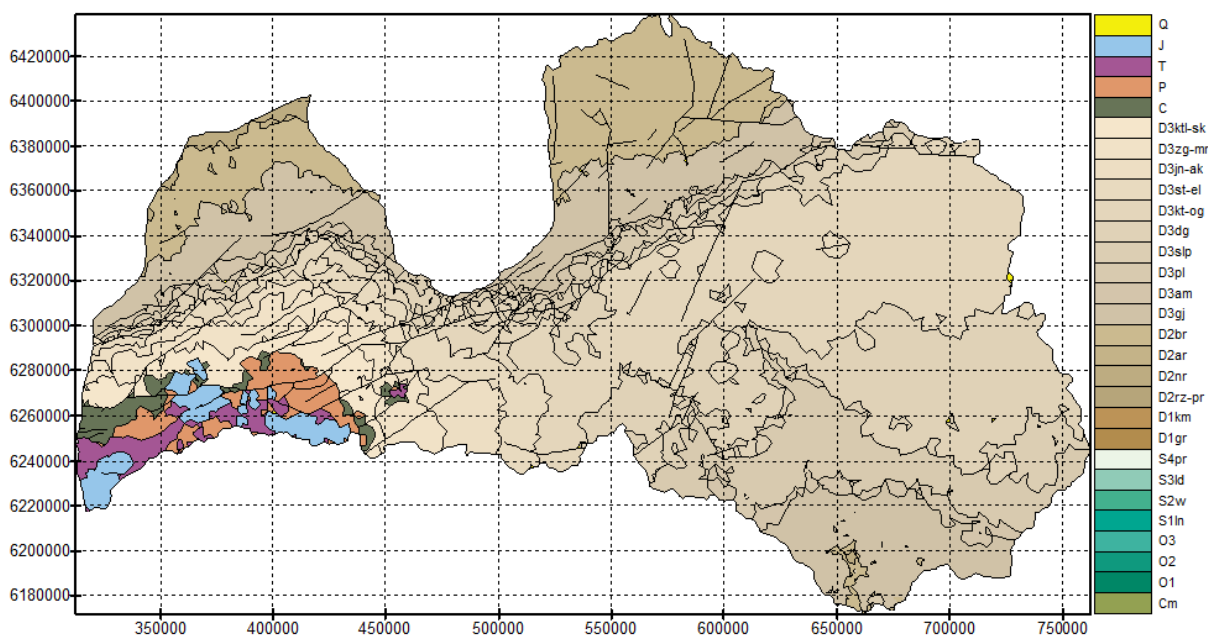 6420000
6400000
6380000
6360000
6340000
6320000
6300000
6280000
6260000
6240000
6220000
6200000
6180000
350000 400000 450000 500000 550000 600000 650000 700000 750000
Q
J
T
P
C
D3ktl-sk
D3zg-mr
D3jn-ak
D3st-el
D3kt-og
D3dg
D3slp
D3pl
D3am
D3gj
D2br
D2ar
D2nr
D2rz-pr
D1km
D1gr
S4pr
S3ld
S2w
S1ln
O3
O2
O1
Cm